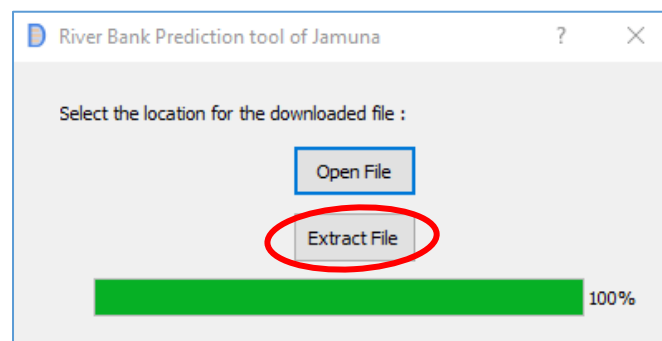 River Bank Prediction tool of Jamuna ?
Select the location for the downloaded file :
Open File
Extract File
100%